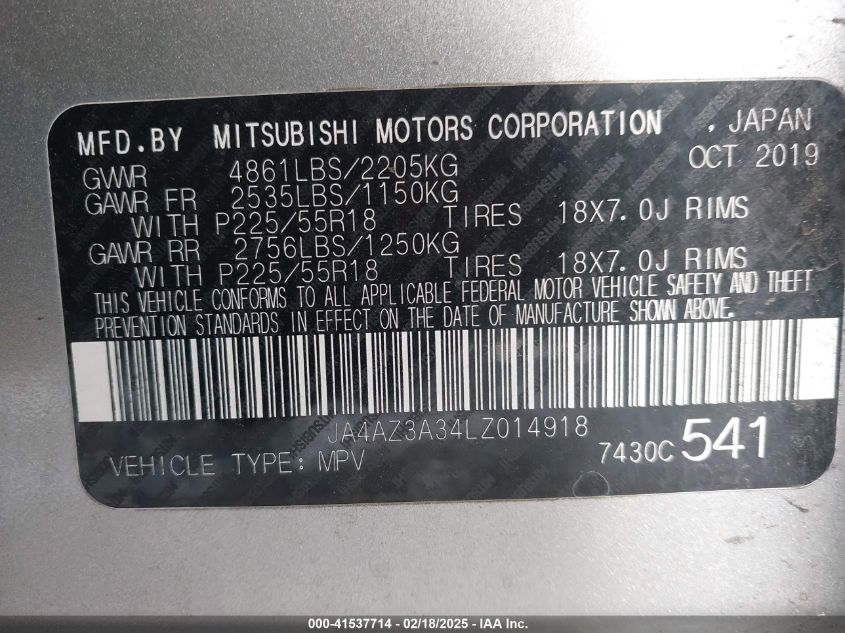 MFD.BY MITSUBISHI MOTORS CORPORATION , JAPAN
OCT 2019
GVWR 4861LBS/2205KG
GAWR FR 2535LBS/1150KG
WITH P225/55R18 TIRES 18X7.0J RIMS
GAWR RR 2756LBS/1250KG
WITH P225/55R18 TIRES 18X7.0J RIMS
THIS VEHICLE CONFORMS TO ALL APPLICABLE FEDERAL MOTOR VEHICLE SAFETY AND THEFT
PREVENTION STANDARDS IN EFFECT ON THE DATE OF MANUFACTURE SHOWN ABOVE.
JA4AZ3A34LZ014918
7430C 541
VEHICLE TYPE: MPV
000-41537714 - 02/18/2025 - IAA Inc.